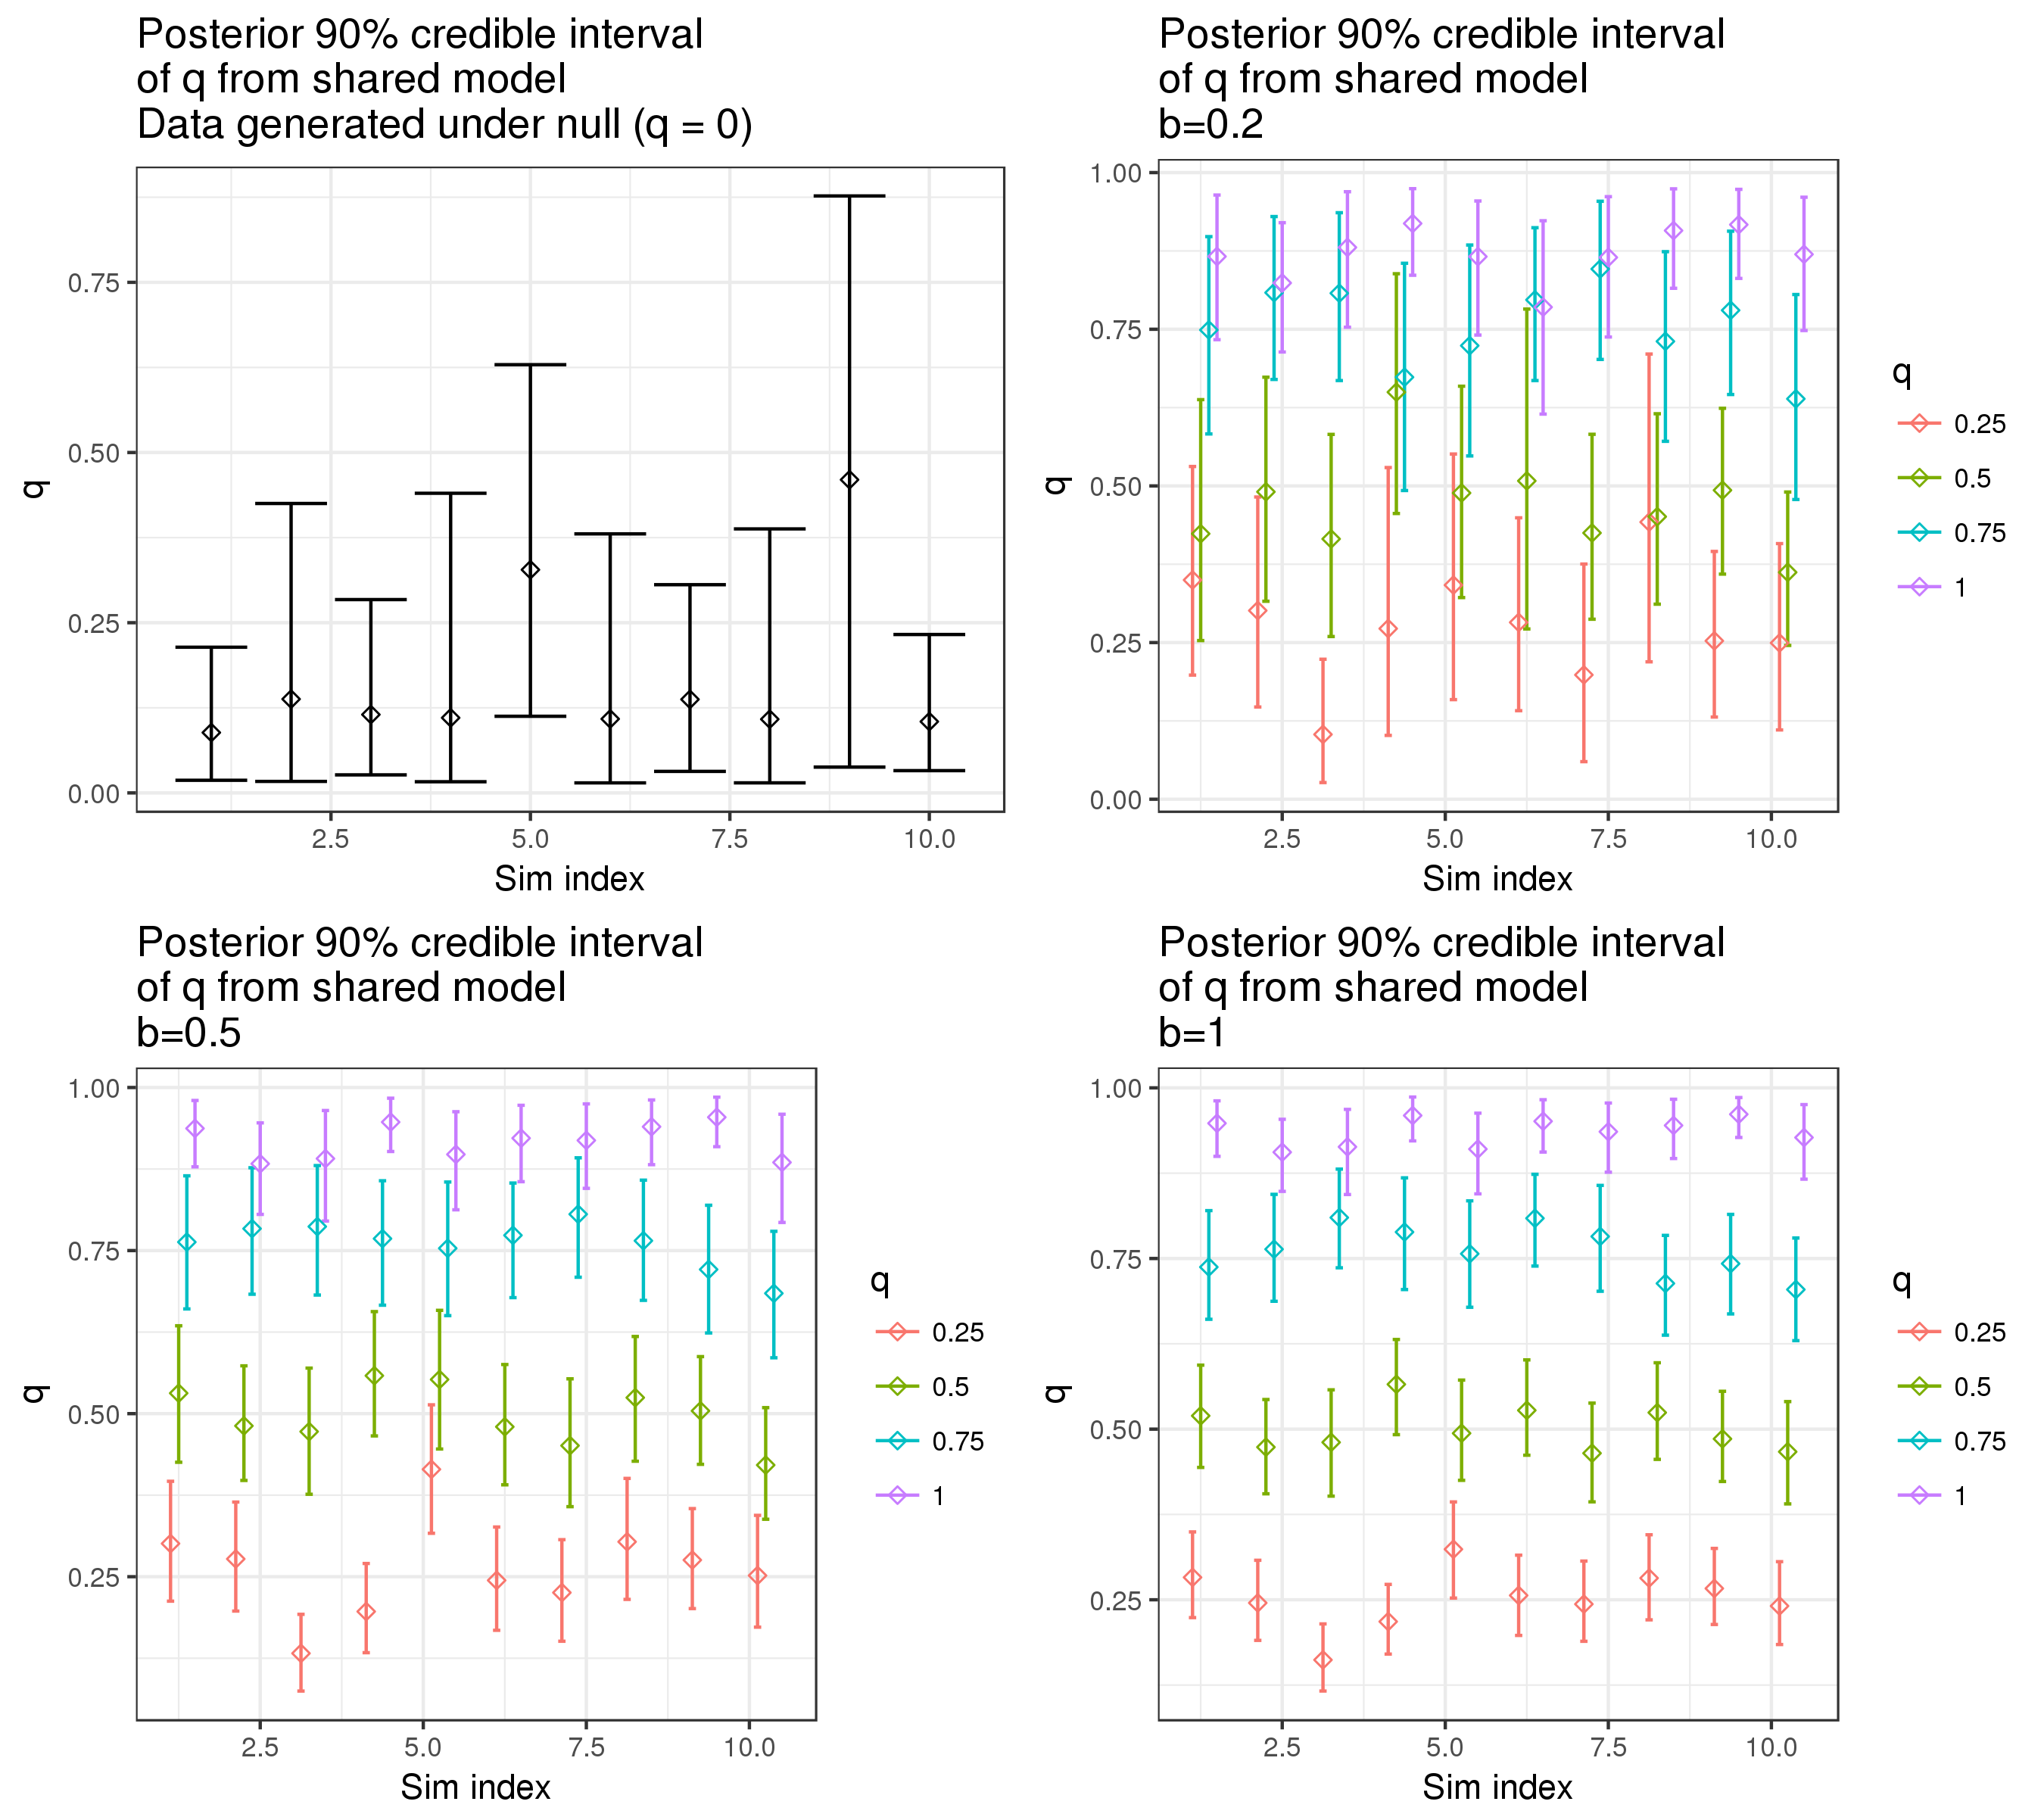 Posterior 90% credible interval
of q from shared model
Data generated under null (q = 0)
q
0.75
0.50
0.25
0.00
2.5 5.0 7.5 10.0
Sim index
Posterior 90% credible interval
of q from shared model
b=0.2
q
1.00
0.75
0.50
0.25
0.00
2.5 5.0 7.5 10.0
Sim index
q
0.25
0.5
0.75
1
Posterior 90% credible interval
of q from shared model
b=0.5
q
1.00
0.75
0.50
0.25
2.5 5.0 7.5 10.0
Sim index
q
0.25
0.5
0.75
1
Posterior 90% credible interval
of q from shared model
b=1
q
1.00
0.75
0.50
0.25
2.5 5.0 7.5 10.0
Sim index
q
0.25
0.5
0.75
1